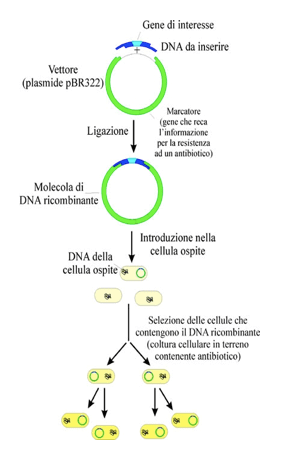 Gene di interesse
DNA da inserire
Vettore
(plasmide pBR322)
Marcatore
(gene che reca
l'informazione
per la resistenza
ad un antibiotico)
Ligazione
Molecola di
DNA ricombinante
Introduzione nella
cellula ospite
DNA della
cellula ospite
Selezione delle cellule che
contengono il DNA ricombinante
(coltura cellulare in terreno
contenente antibiotico)